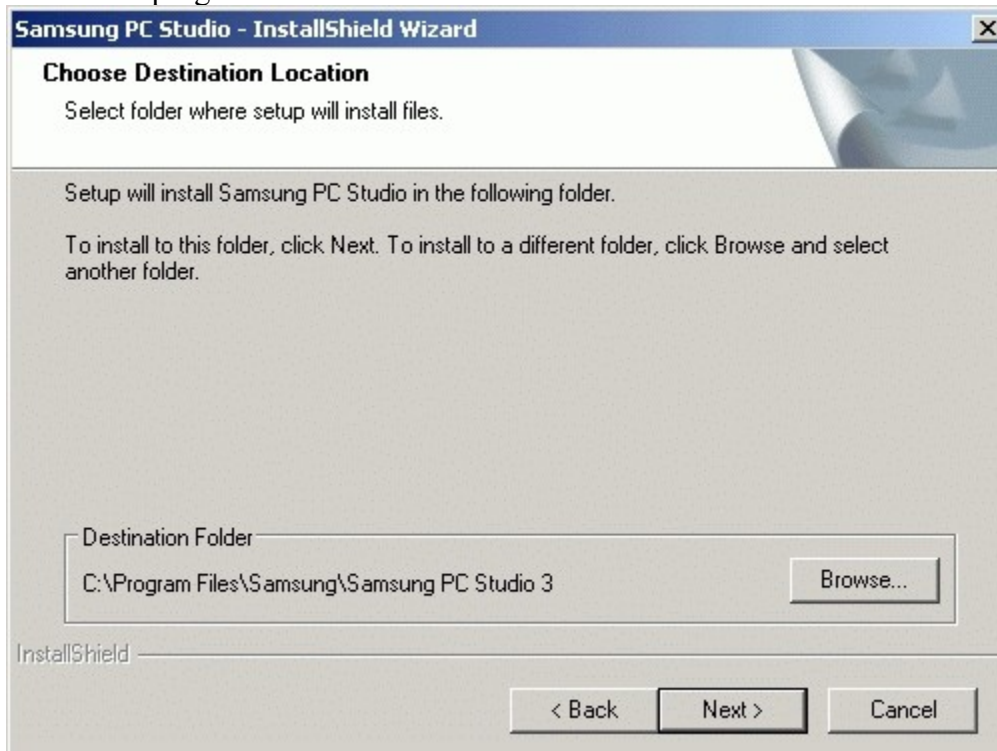 Samsung PC Studio - InstallShield Wizard
Choose Destination Location
Select folder where setup will install files.
Setup will install Samsung PC Studio in the following folder.
To install to this folder, click Next. To install to a different folder, click Browse and select
another folder.
Destination Folder
C:\Program Files\Samsung\Samsung PC Studio 3
Browse...
InstallShield
< Back
Next >
Cancel